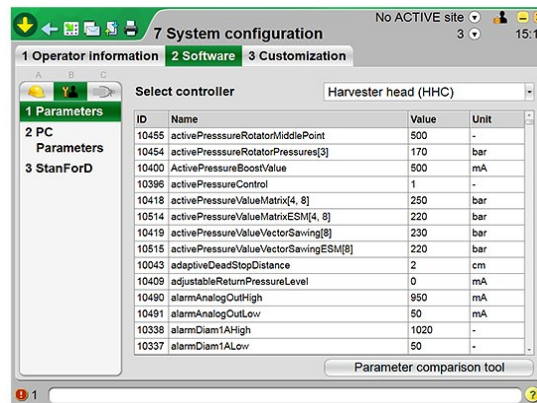 No ACTIVE site
7 System configuration
3
15:1
1 Operator information 2 Software 3 Customization
A B C
Select controller Harvester head (HHC)
1 Parameters
2 PC
Parameters
3 StanForD
ID Name Value Unit
10455 activePresssureRotatorMiddlePoint 500 -
10454 activePressureRotatorPressures[3] 170 bar
10400 ActivePressureBoostValue 500 mA
10396 activePressureControl 1 -
10418 activePressureValueMatrix[4, 8] 250 bar
10514 activePressureValueMatrixESM[4, 8] 220 bar
10419 activePressureValueVectorSawing[8] 230 bar
10515 activePressureValueVectorSawingESM[8] 220 bar
10043 adaptiveDeadStopDistance 2 cm
10409 adjustableReturnPressureLevel 0 mA
10490 alarmAnalogOutHigh 950 mA
10491 alarmAnalogOutLow 50 mA
10338 alarmDiam1AHigh 1020 -
10337 alarmDiam1ALow 50 -
Parameter comparison tool
1